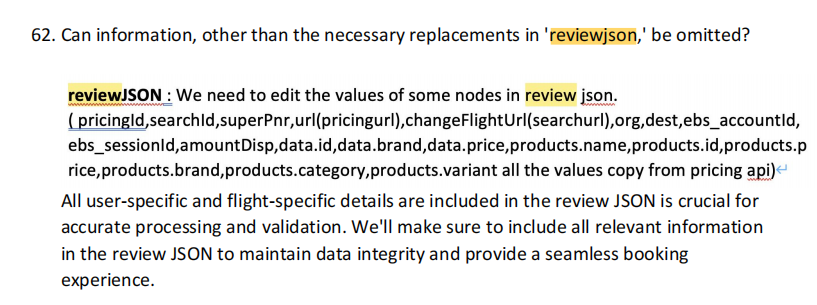 62. Can information, other than the necessary replacements in 'reviewjson,' be omitted?
reviewJSON : We need to edit the values of some nodes in review json.
( pricingId,searchId,superPnr,url(pricingurl),changeFlightUrl(searchurl),org,dest,ebs_accountId,
ebs_sessionId,amountDisp,data.id,data.brand,data.price,products.name,products.id,products.p
rice,products.brand,products.category,products.variant all the values copy from pricing api)↵
All user-specific and flight-specific details are included in the review JSON is crucial for
accurate processing and validation. We'll make sure to include all relevant information
in the review JSON to maintain data integrity and provide a seamless booking
experience.